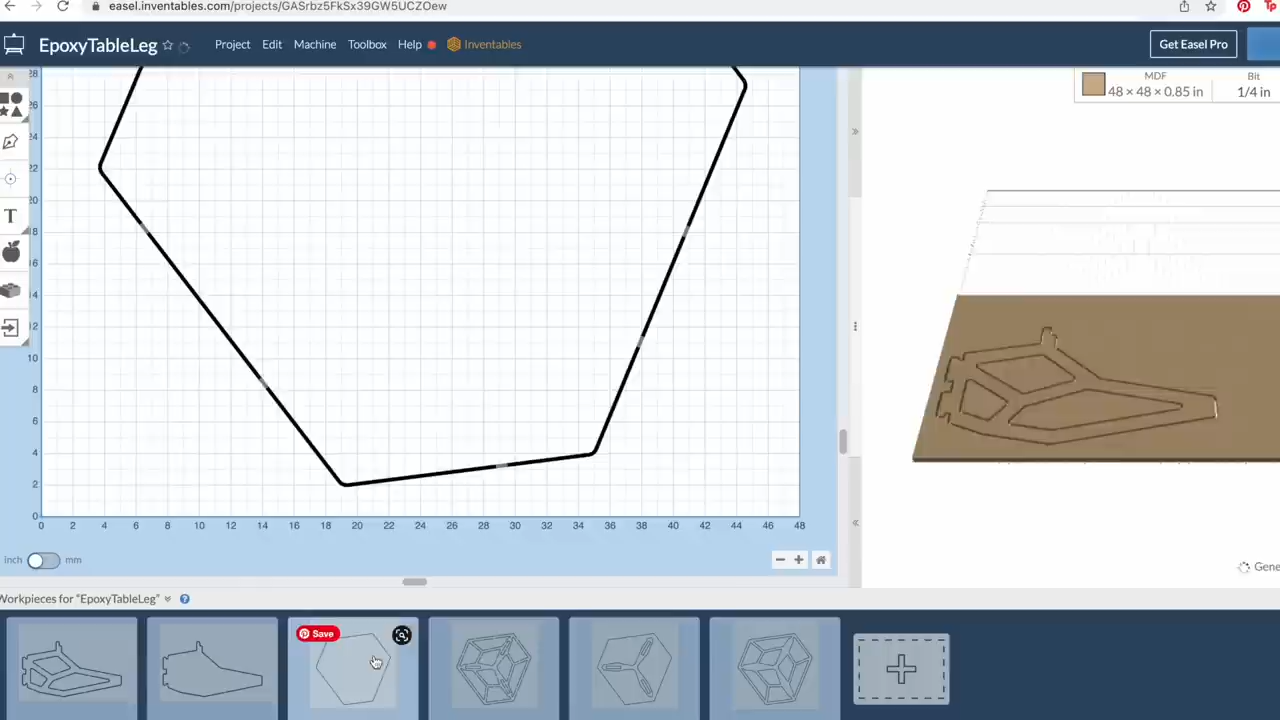 easel.inventables.com/projects/GASrbz5FkSx39GW5UCZOew
EpoxyTableLeg
Project Edit Machine Toolbox Help Inventables
Get Easel Pro
MDF
48 × 48 × 0.85 in
Bit
1/4 in
T
28
26
24
22
20
18
16
14
12
10
8
6
4
2
0
0 2 4 6 8 10 12 14 16 18 20 22 24 26 28 30 32 34 36 38 40 42 44 46 48
inch mm
Gene
Workpieces for "EpoxyTableLeg"
Save